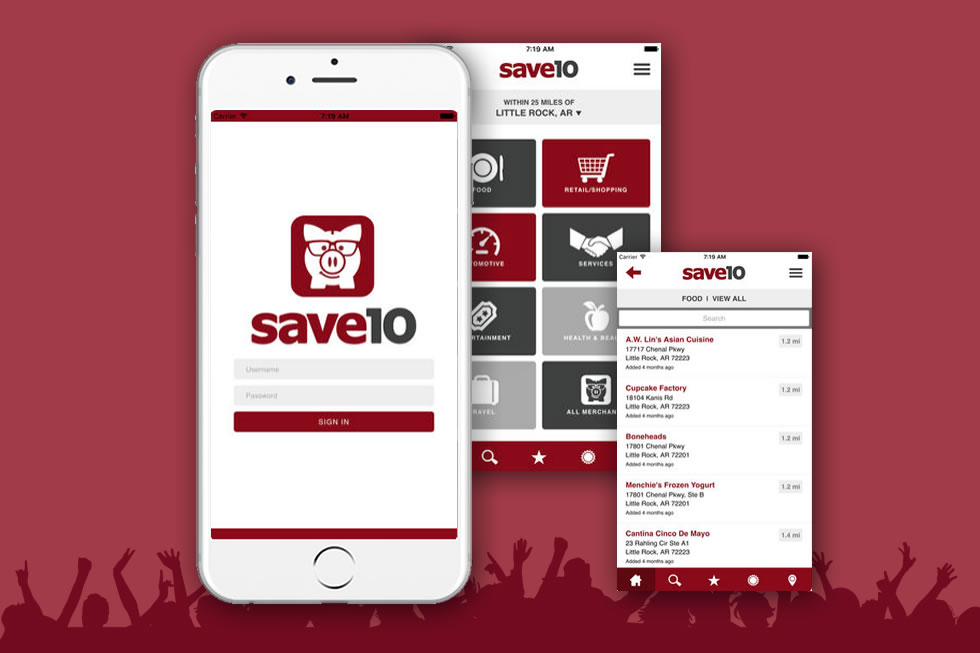 Carrier
7:19 AM
save10
Username
Password
SIGN IN
7:19 AM
save10
WITHIN 25 MILES OF
LITTLE ROCK, AR ▼
FOOD
RETAIL/SHOPPING
OMOTIVE
SERVICES
RTAINMENT
HEALTH & BEA
RAVEL
ALL MERCHAN
Carrier 7:19 AM
save10
FOOD | VIEW ALL
Search
A.W. Lin's Asian Cuisine 1.2 mi
17717 Chenal Pkwy
Little Rock, AR 72223
Added 4 months ago
Cupcake Factory 1.2 mi
18104 Kanis Rd
Little Rock, AR 72223
Added 4 months ago
Boneheads 1.2 mi
17801 Chenal Pkwy
Little Rock, AR 72201
Added 4 months ago
Menchie's Frozen Yogurt 1.2 mi
17801 Chenal Pkwy. Ste B
Little Rock, AR 72201
Added 4 months ago
Cantina Cinco De Mayo 1.4 mi
23 Rahling Cir Ste A1
Little Rock, AR 72223
Added 4 months ago